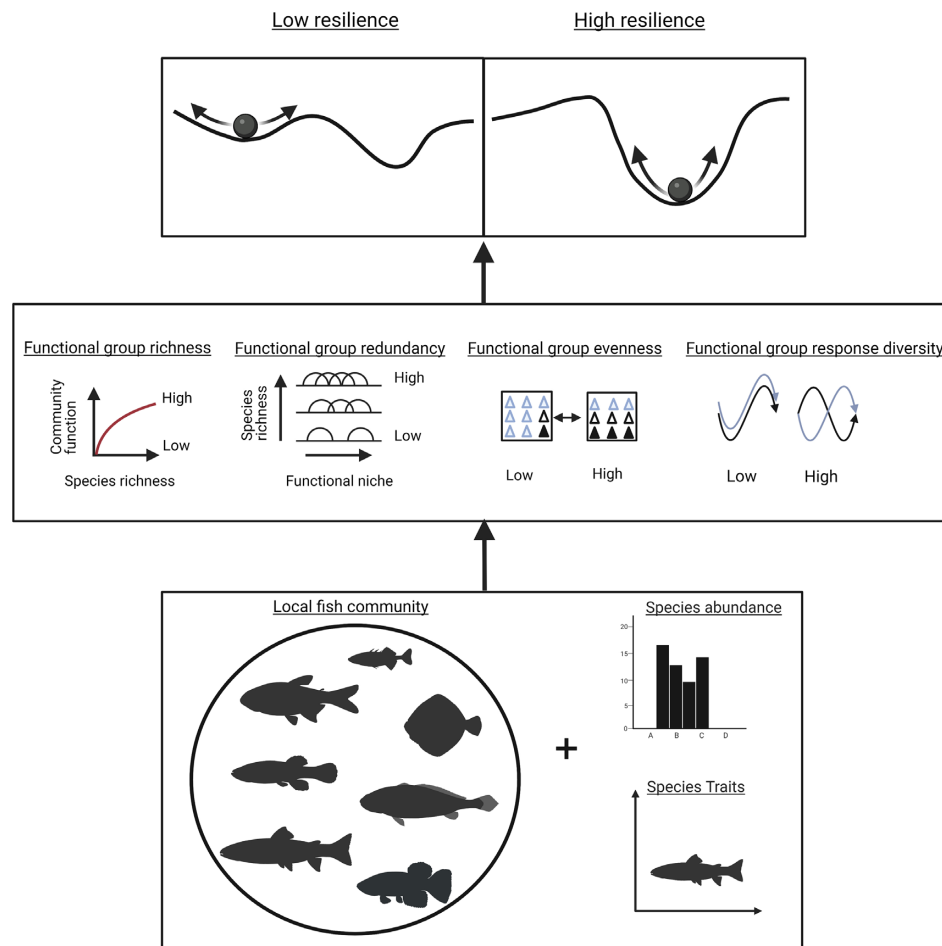 Low resilience
High resilience
Functional group richness
Functional group redundancy
Functional group evenness
Functional group response diversity
Community
function
High
Low
Species richness
Species
richness
High
Low
Functional niche
Low
High
Low
High
Local fish community
Species abundance
20
15
10
5
0
A
B
C
D
+
Species Traits